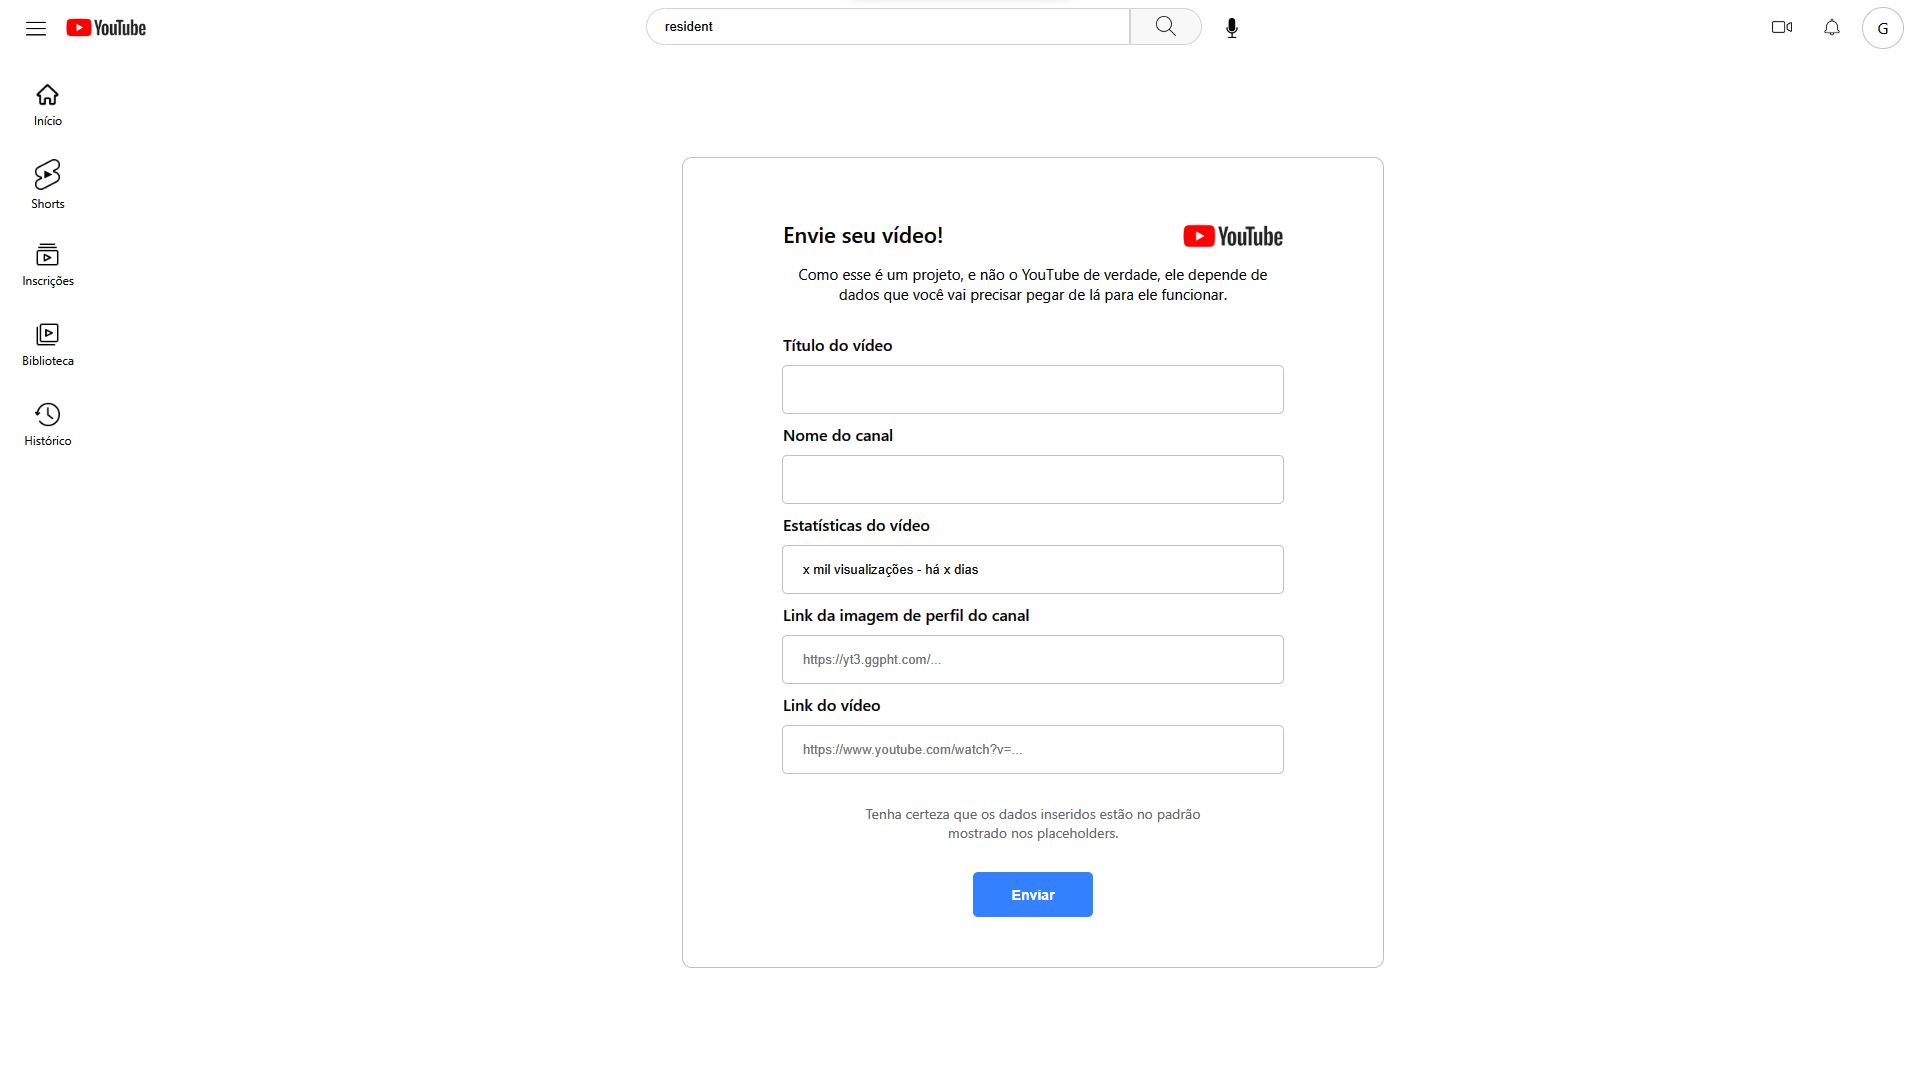 YouTube
resident
G
Início
Shorts
Inscrições
Biblioteca
Histórico
Envie seu vídeo!
YouTube
Como esse é um projeto, e não o YouTube de verdade, ele depende de
dados que você vai precisar pegar de lá para ele funcionar.
Título do vídeo
Nome do canal
Estatísticas do vídeo
x mil visualizações - há x dias
Link da imagem de perfil do canal
https://yt3.ggpht.com/...
Link do vídeo
https://www.youtube.com/watch?v=...
Tenha certeza que os dados inseridos estão no padrão
mostrado nos placeholders.
Enviar